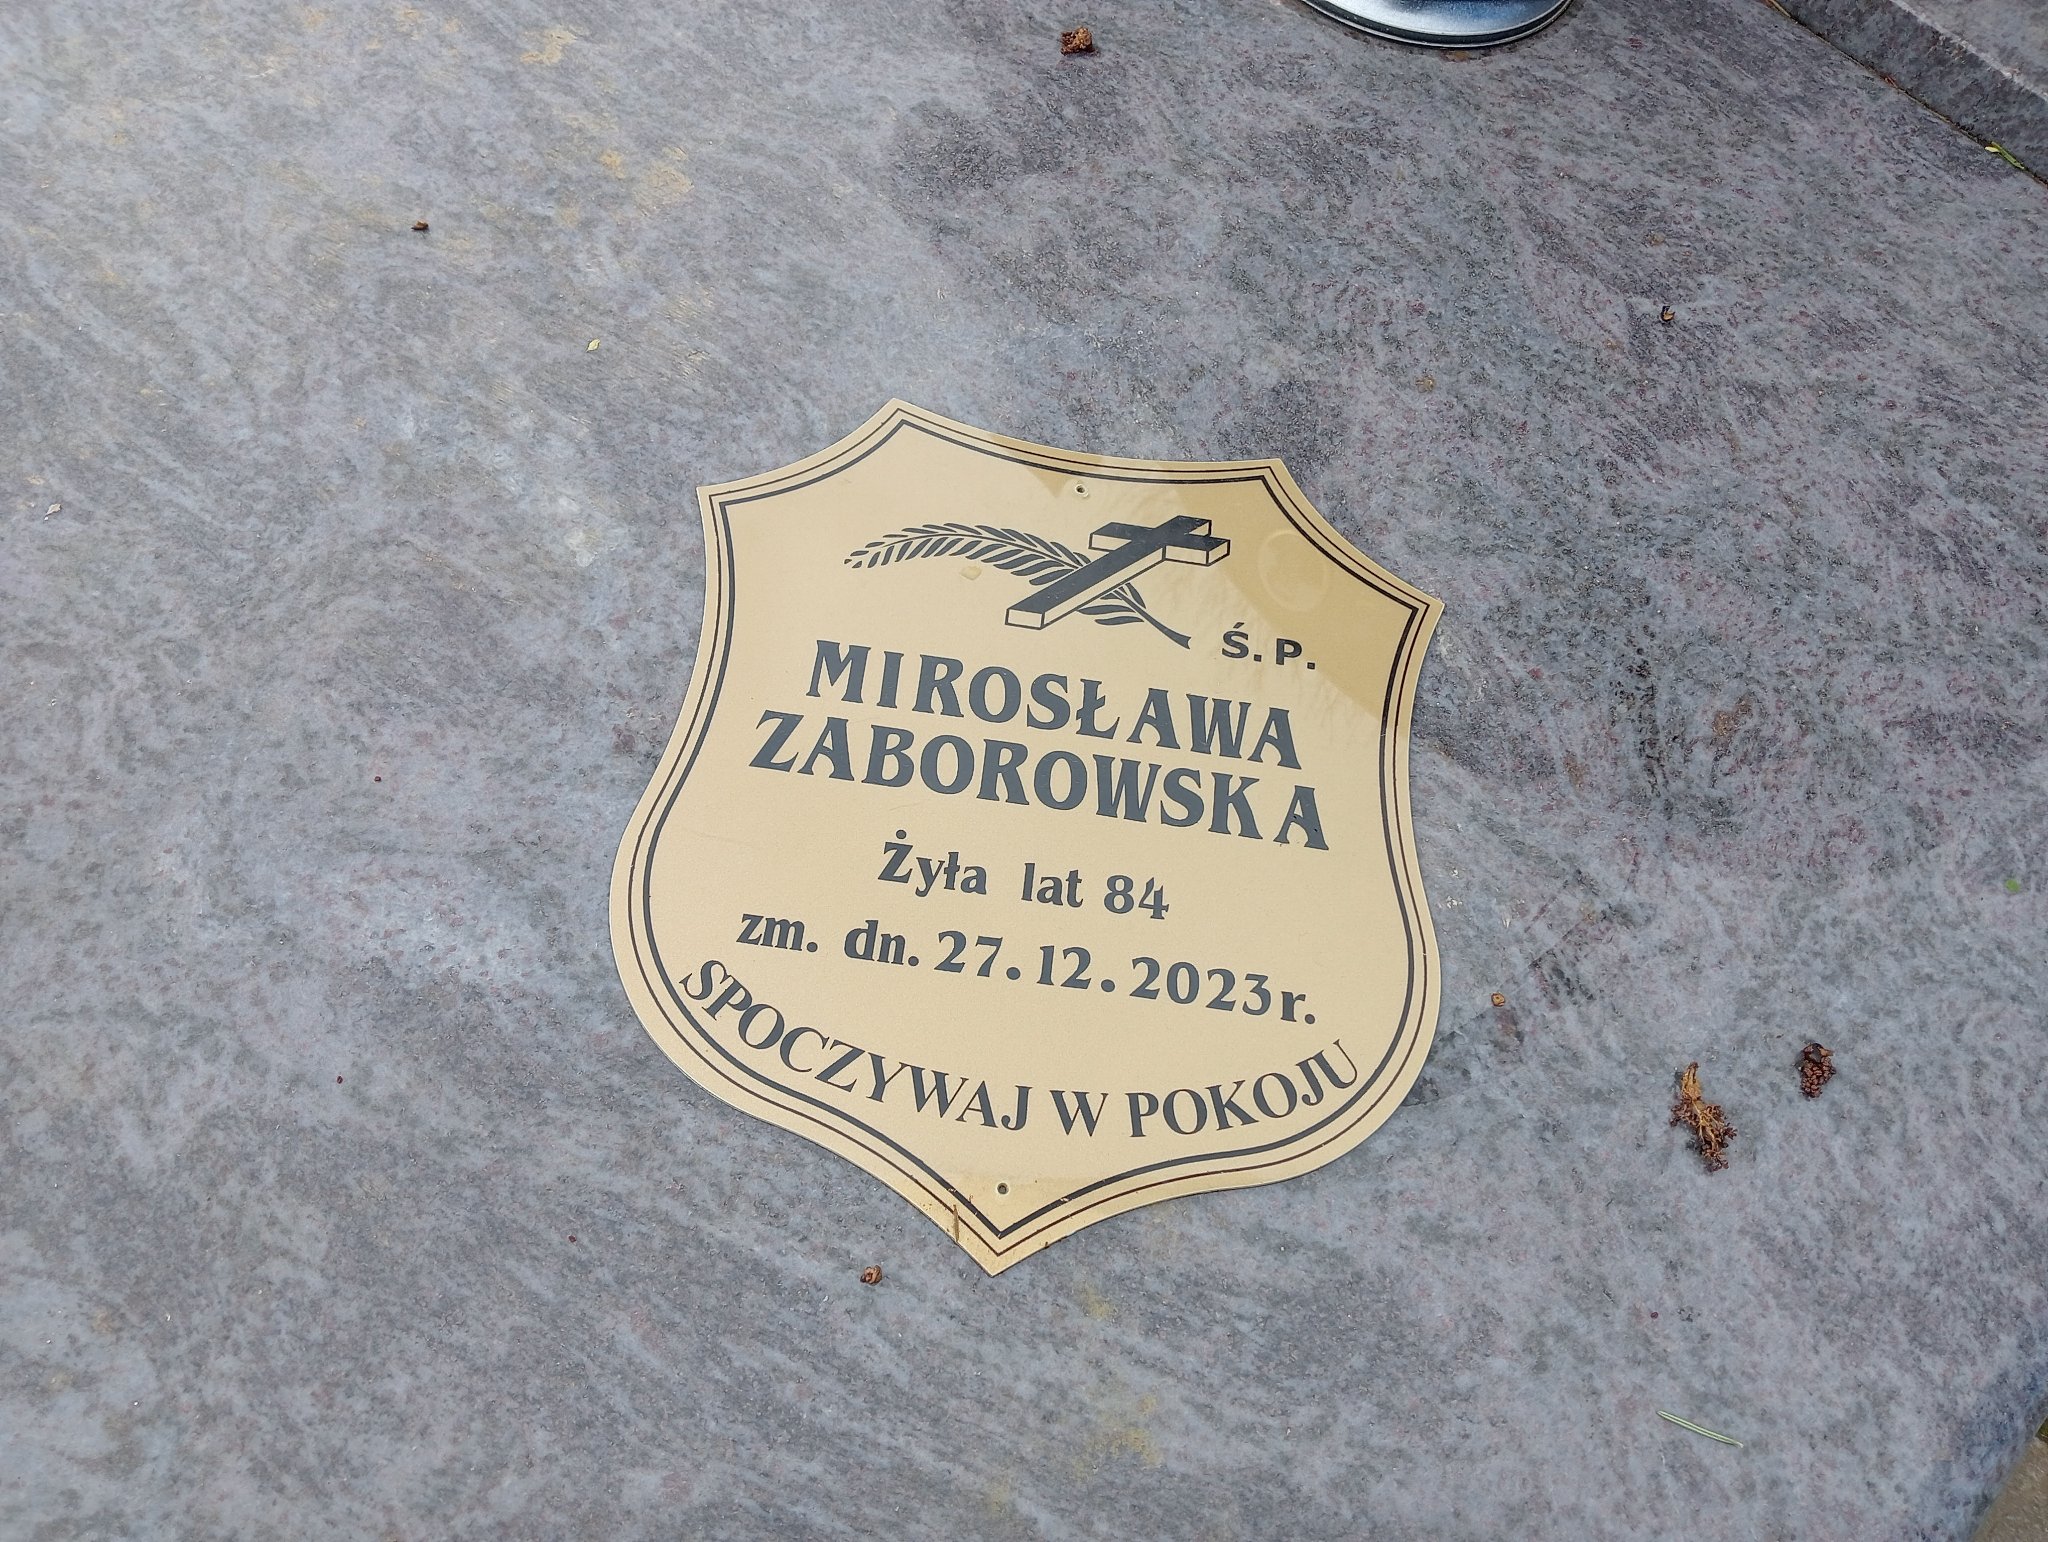 Ś.P.
MIROSŁAWA
ZABOROWSKA
Żyła lat 84
zm. dn. 27.12.2023r.
SPOCZYWAJ W POKOJU